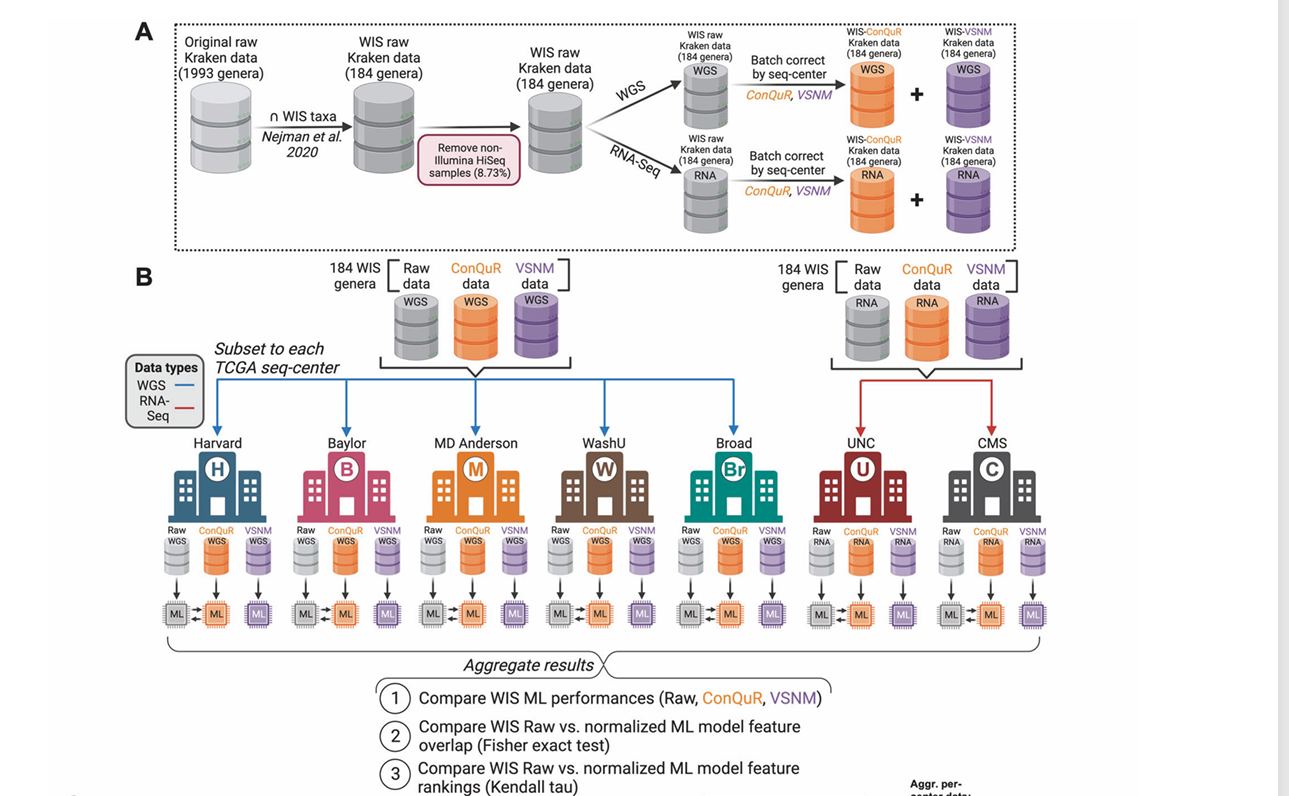 A
Original raw
Kraken data
(1993 genera)
∩ WIS taxa
Nejman et al.
2020
WIS raw
Kraken data
(184 genera)
Remove non-
Illumina HiSeq
samples (8.73%)
WIS raw
Kraken data
(184 genera)
WGS
RNA-Seq
WIS raw
Kraken data
(184 genera)
WGS
Batch correct
by seq-center
ConQuR, VSNM
WIS-ConQuR
Kraken data
(184 genera)
WGS
+
WIS-VSNM
Kraken data
(184 genera)
WGS
WIS raw
Kraken data
(184 genera)
RNA
Batch correct
by seq-center
ConQuR, VSNM
WIS-ConQuR
Kraken data
(184 genera)
RNA
+
WIS-VSNM
Kraken data
(184 genera)
RNA
B
184 WIS
genera
Raw
data
ConQuR
data
VSNM
data
WGS WGS WGS
184 WIS
genera
Raw
data
ConQuR
data
VSNM
data
RNA RNA RNA
Subset to each
TCGA seq-center
Data types
WGS
RNA-
Seq
Harvard Baylor MD Anderson WashU Broad UNC CMS
H B M W Br U C
Raw ConQuR VSNM Raw ConQuR VSNM Raw ConQuR VSNM Raw ConQuR VSNM Raw ConQuR VSNM Raw ConQuR VSNM Raw ConQuR VSNM
WGS WGS WGS WGS WGS WGS WGS WGS WGS WGS WGS WGS WGS WGS WGS RNA RNA RNA RNA RNA RNA
ML ML ML ML ML ML ML ML ML ML ML ML ML ML ML ML ML ML ML ML ML
Aggregate results
1 Compare WIS ML performances (Raw, ConQuR, VSNM)
2 Compare WIS Raw vs. normalized ML model feature
overlap (Fisher exact test)
3 Compare WIS Raw vs. normalized ML model feature
rankings (Kendall tau)
Aggr. per-
center data: